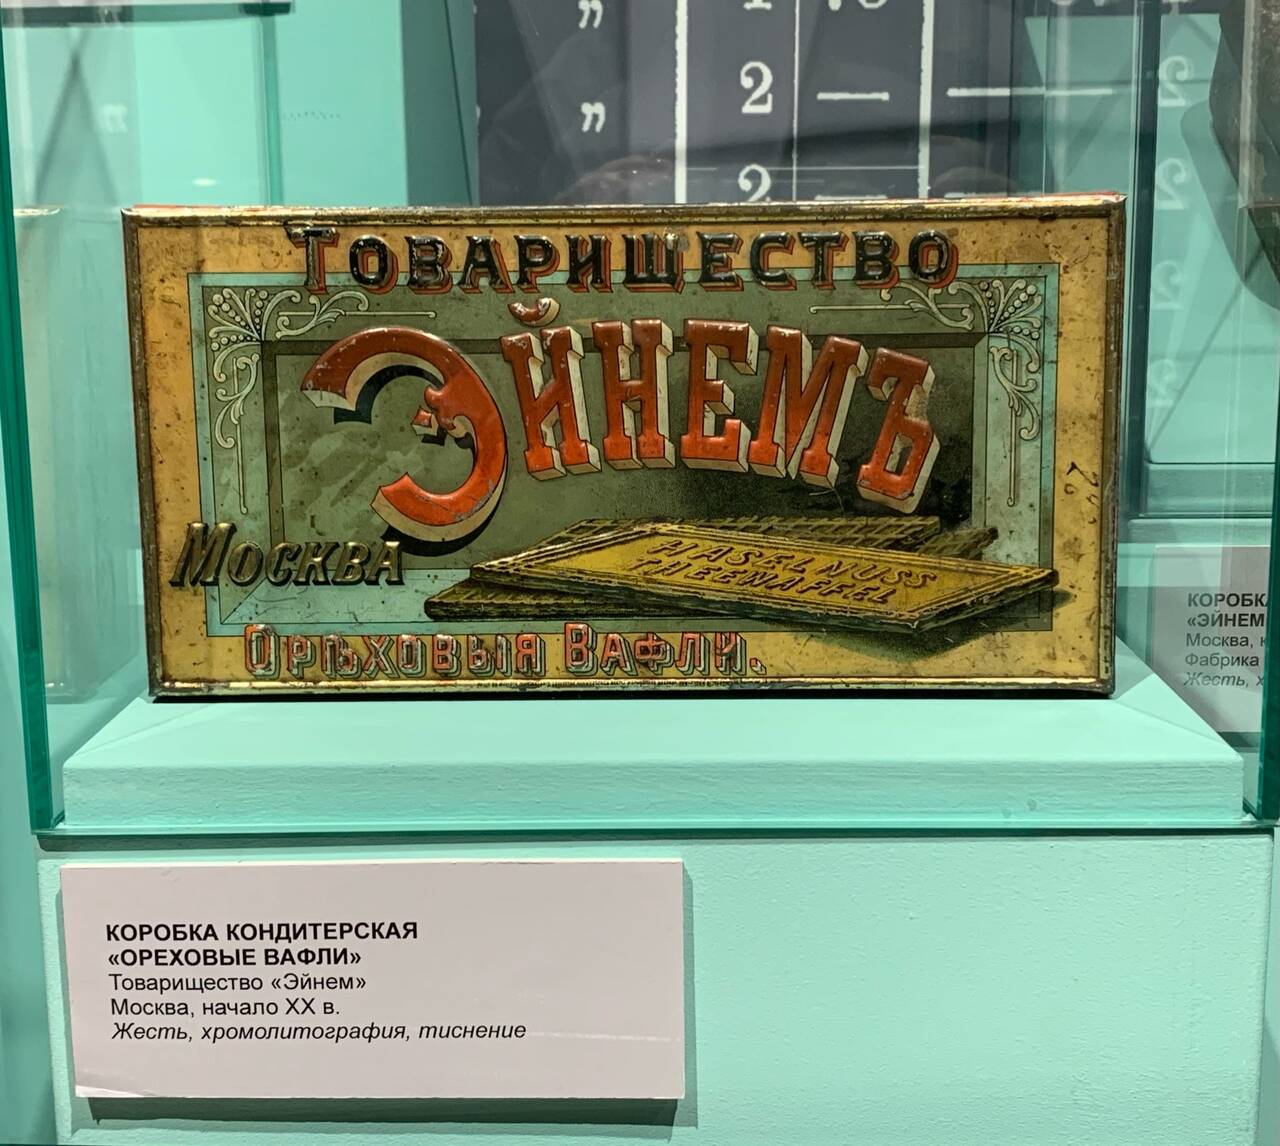 „
2 —
„
2 —
ТОВАРИЩЕСТВО
ЭЙНЕМЪ
МОСКВА
HASELNUSS
THEEWAFFEL
ОРѢХОВЫЯ ВАФЛИ.
КОРОБКА КОНДИТЕРСКАЯ
«ОРЕХОВЫЕ ВАФЛИ»
Товарищество «Эйнем»
Москва, начало XX в.
Жесть, хромолитография, тиснение
КОРОБКА
«ЭЙНЕМ
Москва,
Фабрика
Жесть,